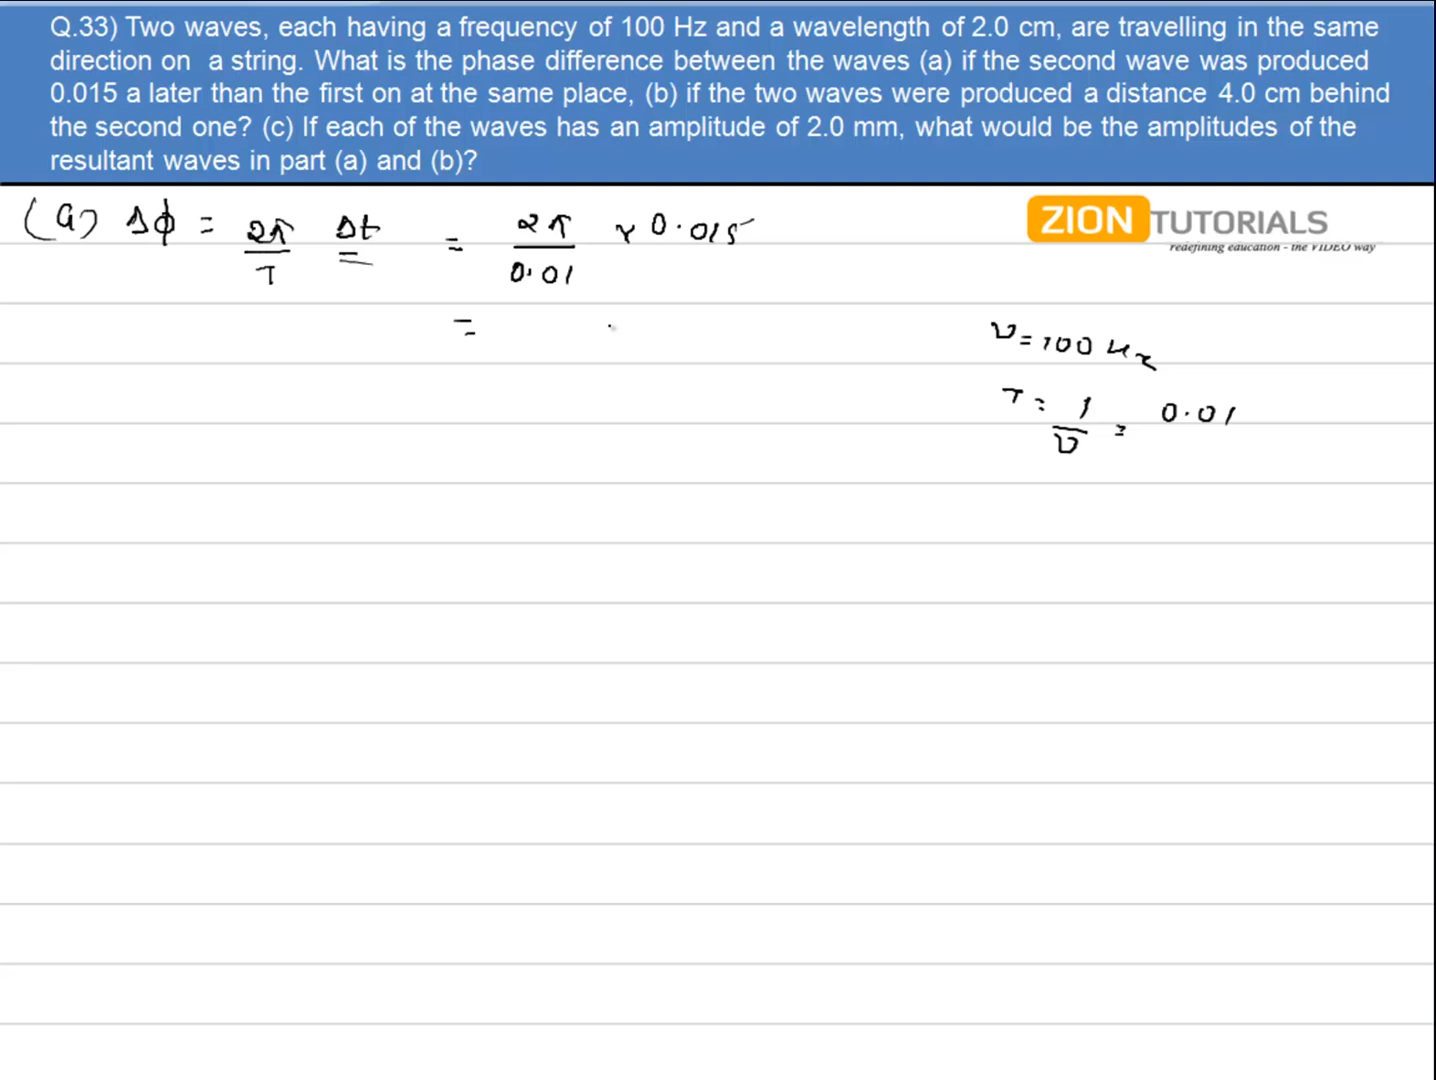 Q.33) Two waves, each having a frequency of 100 Hz and a wavelength of 2.0 cm, are travelling in the same
direction on a string. What is the phase difference between the waves (a) if the second wave was produced
0.015 a later than the first on at the same place, (b) if the two waves were produced a distance 4.0 cm behind
the second one? (c) If each of the waves has an amplitude of 2.0 mm, what would be the amplitudes of the
resultant waves in part (a) and (b)?
ZION TUTORIALS
redefining education - the VIDEO way
(a) Δφ = 2π/T Δt = 2π/0.01 × 0.015
=
ν = 100 Hz
T = 1/ν = 0.01